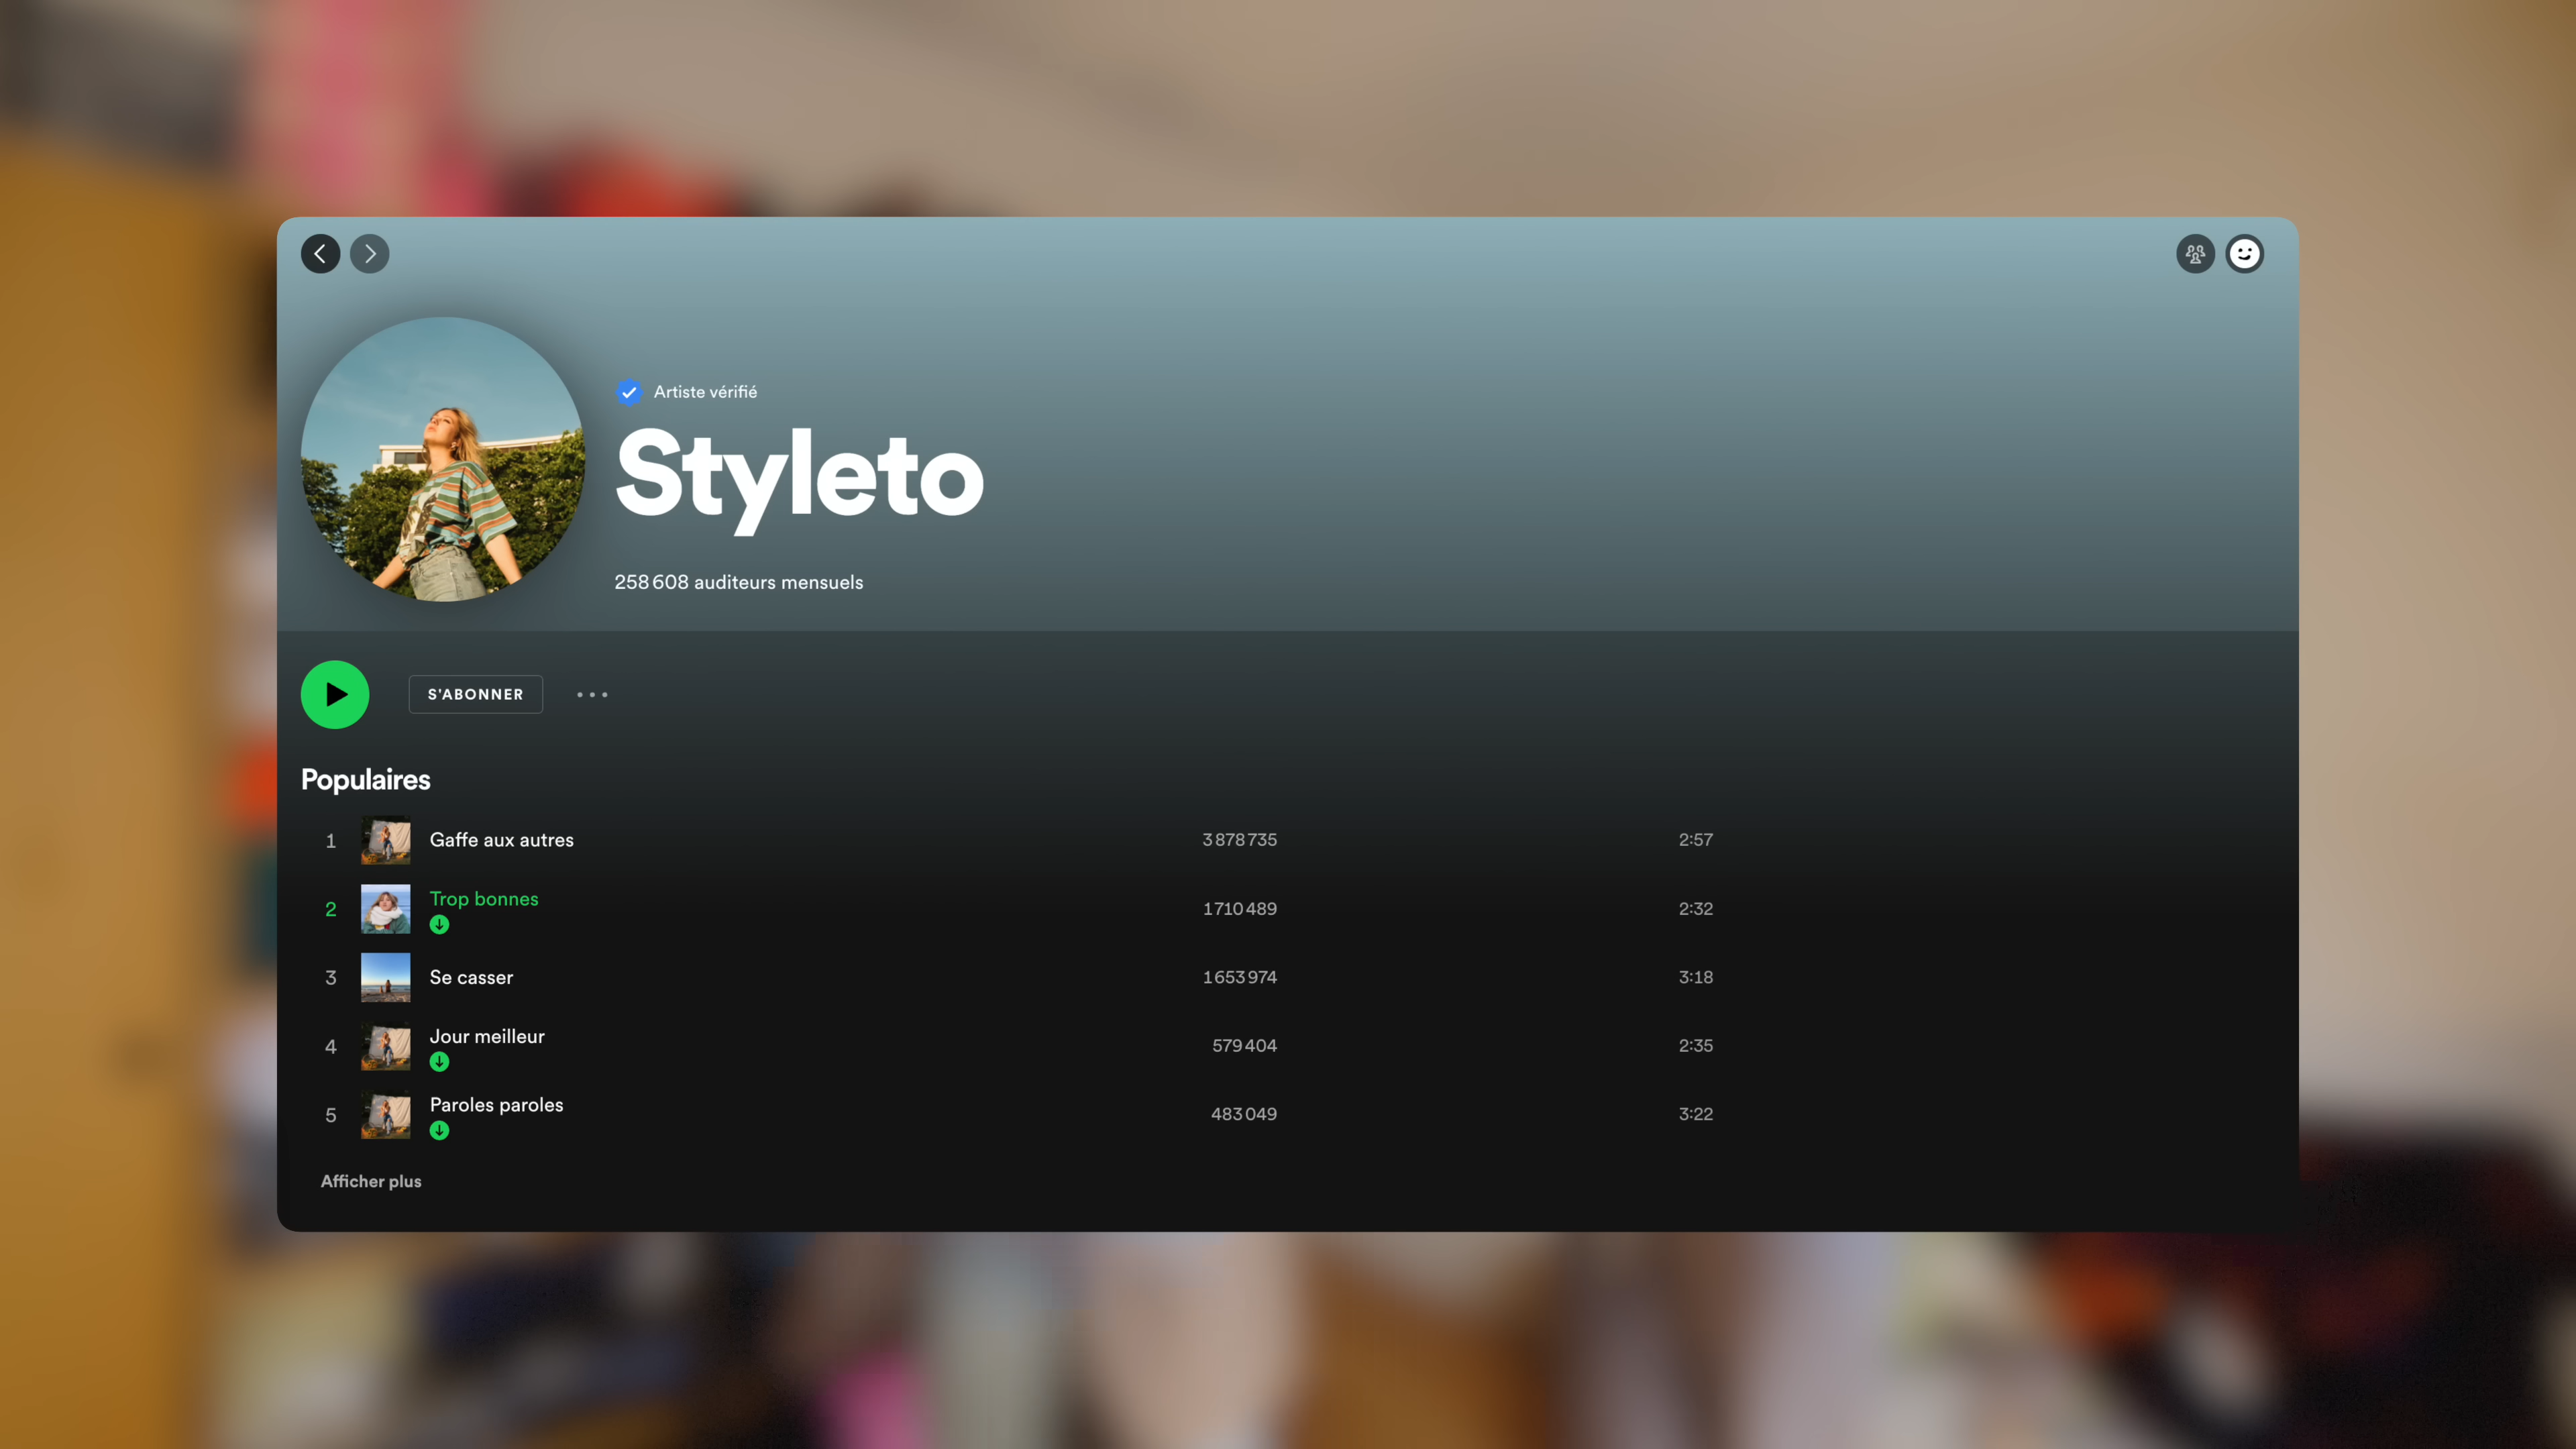 Artiste vérifié
Styleto
258 608 auditeurs mensuels
S'ABONNER
Populaires
1 Gaffe aux autres 3 878 735 2:57
2 Trop bonnes 1 710 489 2:32
3 Se casser 1 653 974 3:18
4 Jour meilleur 579 404 2:35
5 Paroles paroles 483 049 3:22
Afficher plus